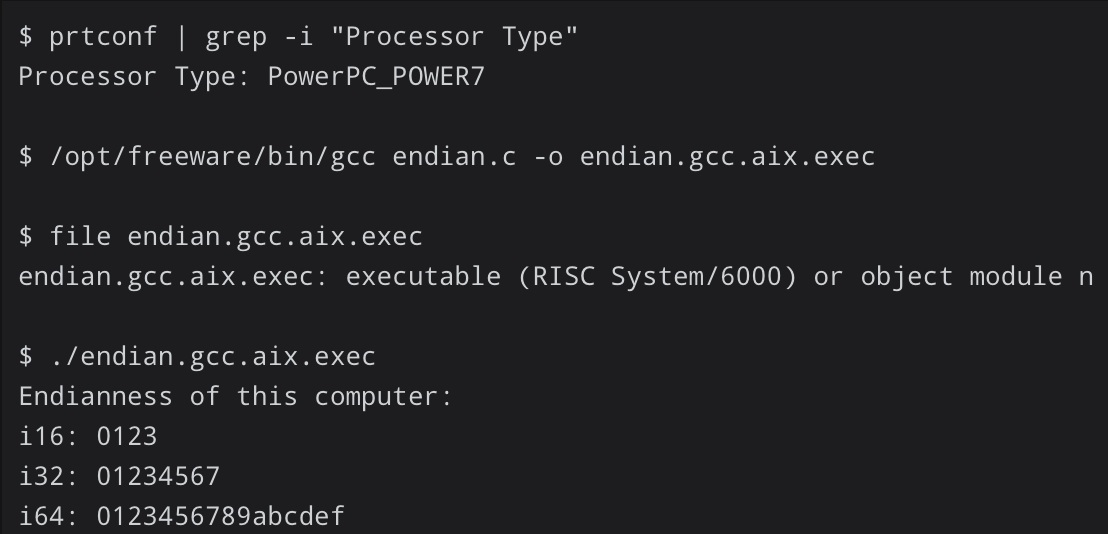 $ prtconf | grep -i "Processor Type"
Processor Type: PowerPC_POWER7
$ /opt/freeware/bin/gcc endian.c -o endian.gcc.aix.exec
$ file endian.gcc.aix.exec
endian.gcc.aix.exec: executable (RISC System/6000) or object module n
$ ./endian.gcc.aix.exec
Endianness of this computer:
i16: 0123
i32: 01234567
i64: 0123456789abcdef